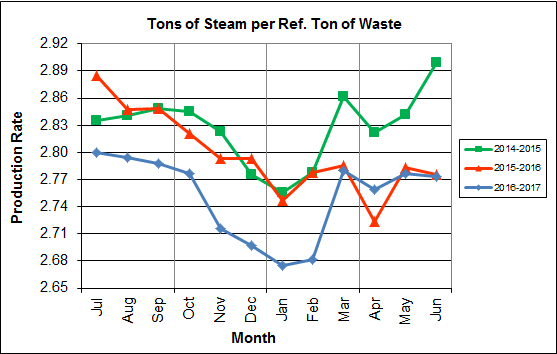 Tons of Steam per Ref. Ton of Waste
Production Rate
2.92
2.89
2.86
2.83
2.80
2.77
2.74
2.71
2.68
2.65
Jul
Aug
Sep
Oct
Nov
Dec
Jan
Feb
Mar
Apr
May
Jun
Month
2014-2015
2015-2016
2016-2017